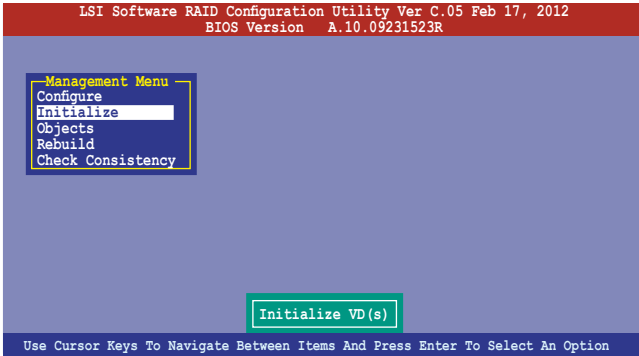 LSI Software RAID Configuration Utility Ver C.05 Feb 17, 2012
BIOS Version A.10.09231523R
Management Menu
Configure
Initialize
Objects
Rebuild
Check Consistency
Initialize VD(s)
Use Cursor Keys To Navigate Between Items And Press Enter To Select An Option